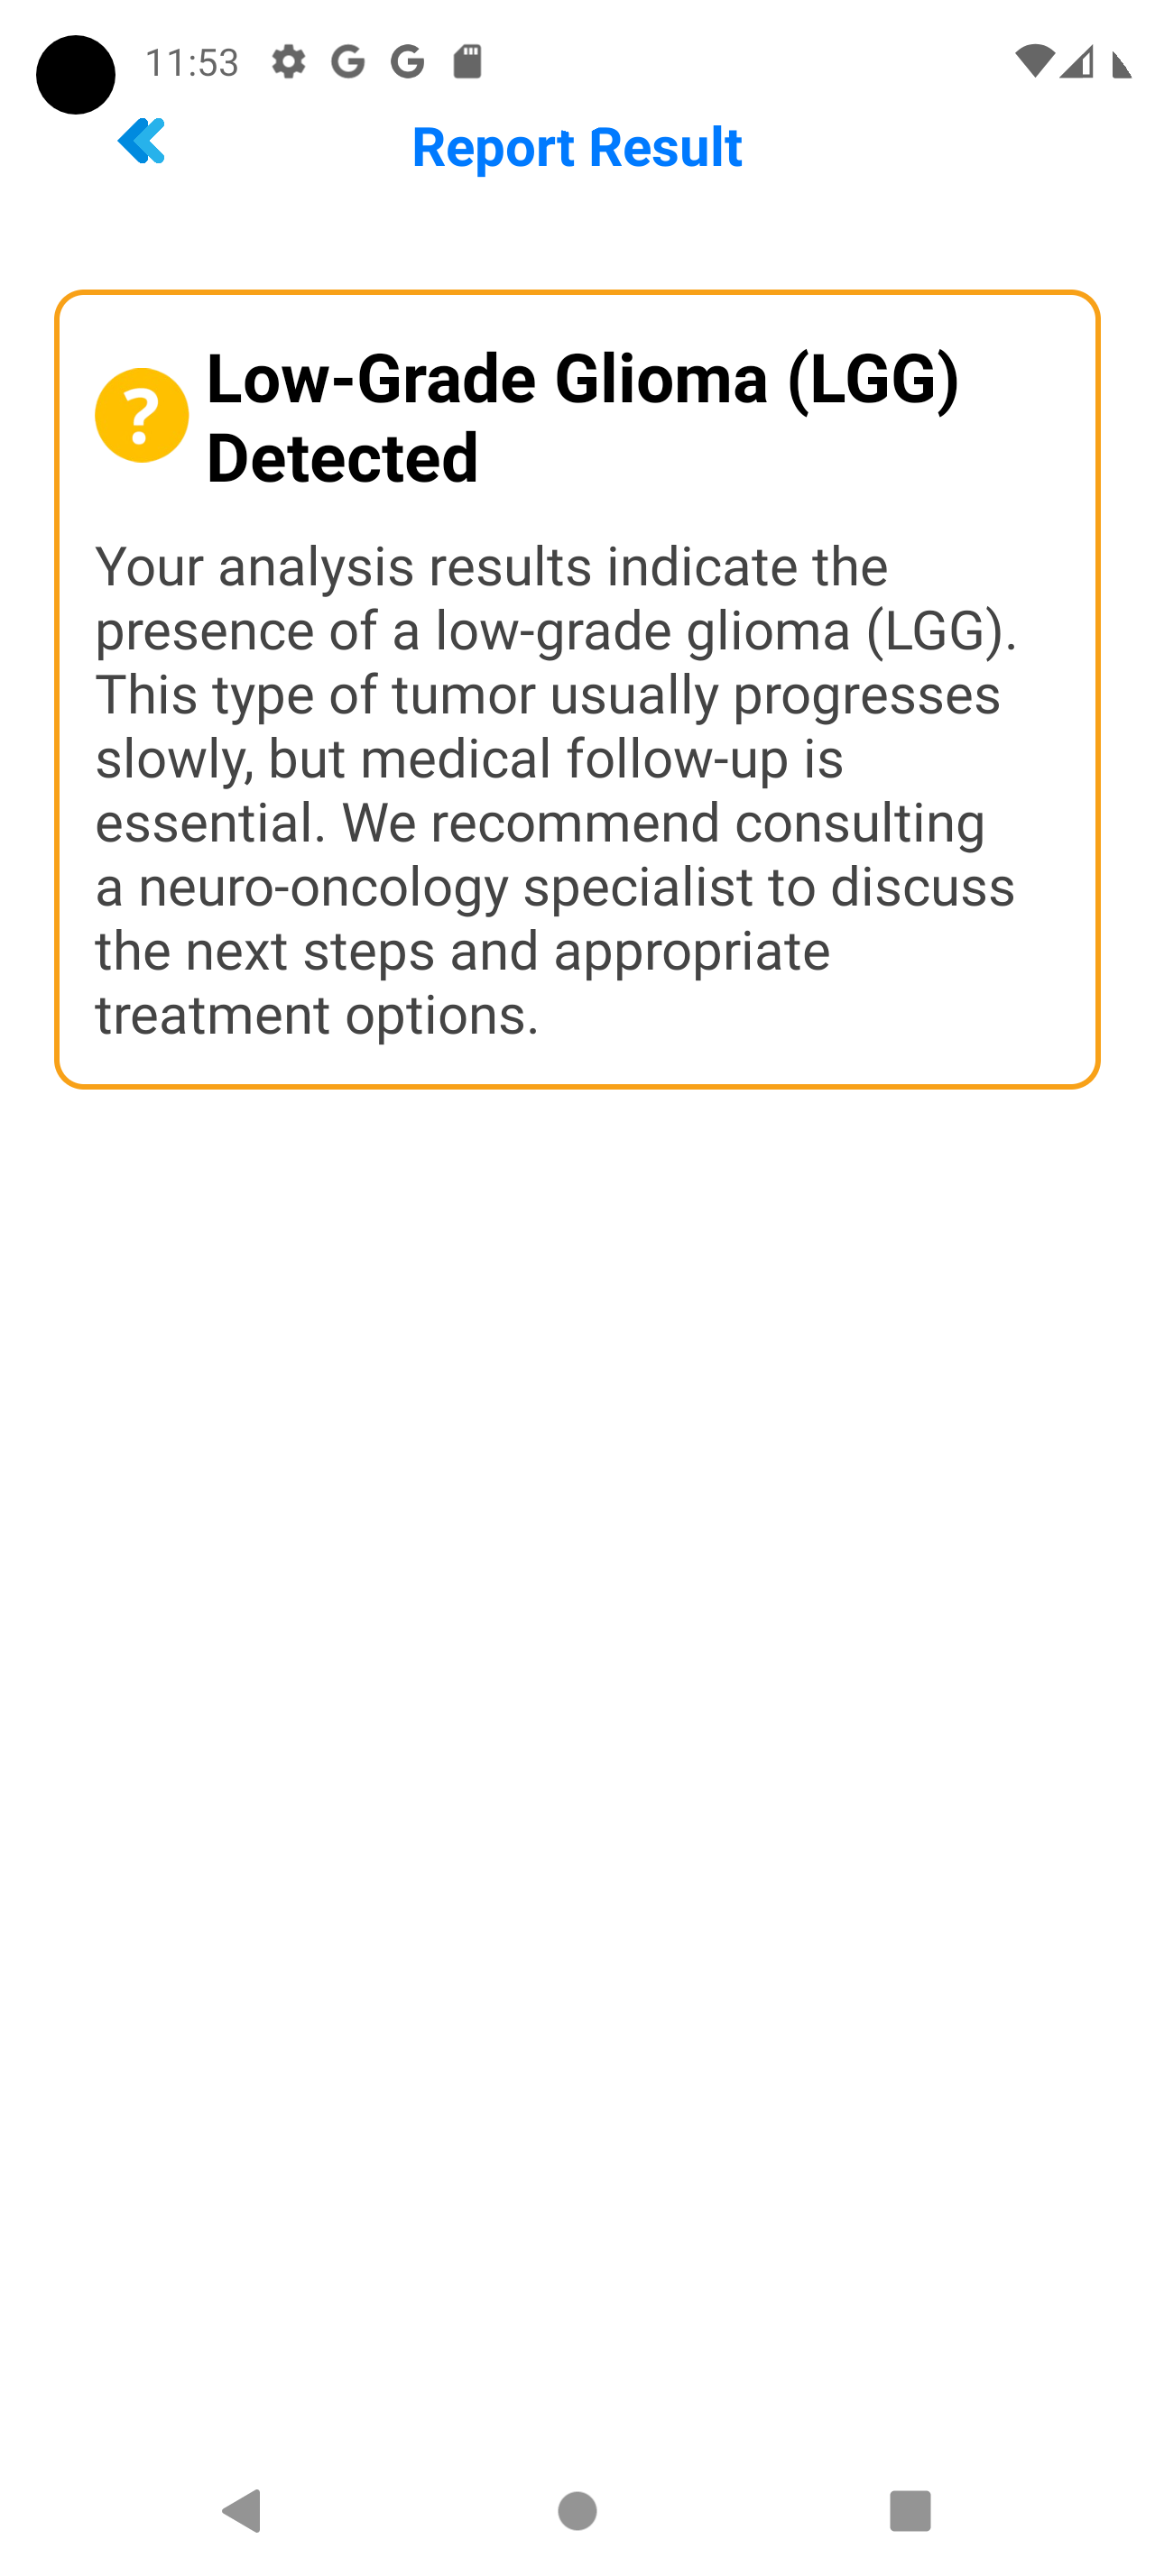 11:53
Report Result
Low-Grade Glioma (LGG)
Detected
Your analysis results indicate the
presence of a low-grade glioma (LGG).
This type of tumor usually progresses
slowly, but medical follow-up is
essential. We recommend consulting
a neuro-oncology specialist to discuss
the next steps and appropriate
treatment options.